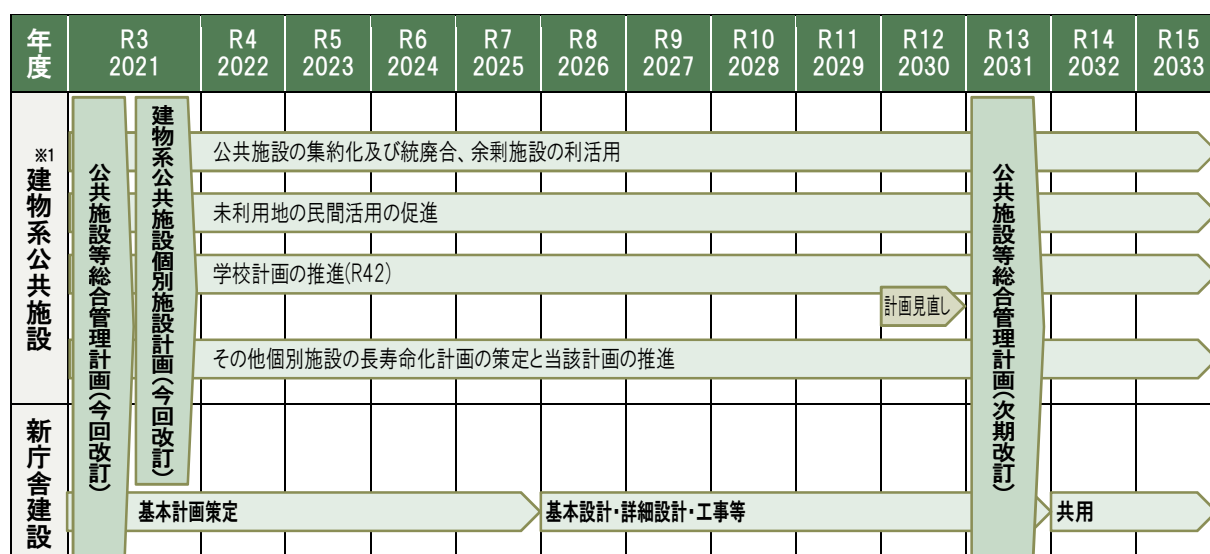 年度
R3
2021
R4
2022
R5
2023
R6
2024
R7
2025
R8
2026
R9
2027
R10
2028
R11
2029
R12
2030
R13
2031
R14
2032
R15
2033
※1
建物系公共施設
公共施設等総合管理計画(今回改訂)
建物系公共施設個別施設計画(今回改訂)
公共施設の集約化及び統廃合、余剰施設の利活用
未利用地の民間活用の促進
学校計画の推進(R42)
計画見直し
その他個別施設の長寿命化計画の策定と当該計画の推進
公共施設等総合管理計画(次期改訂)
新庁舎建設
基本計画策定
基本設計・詳細設計・工事等
共用